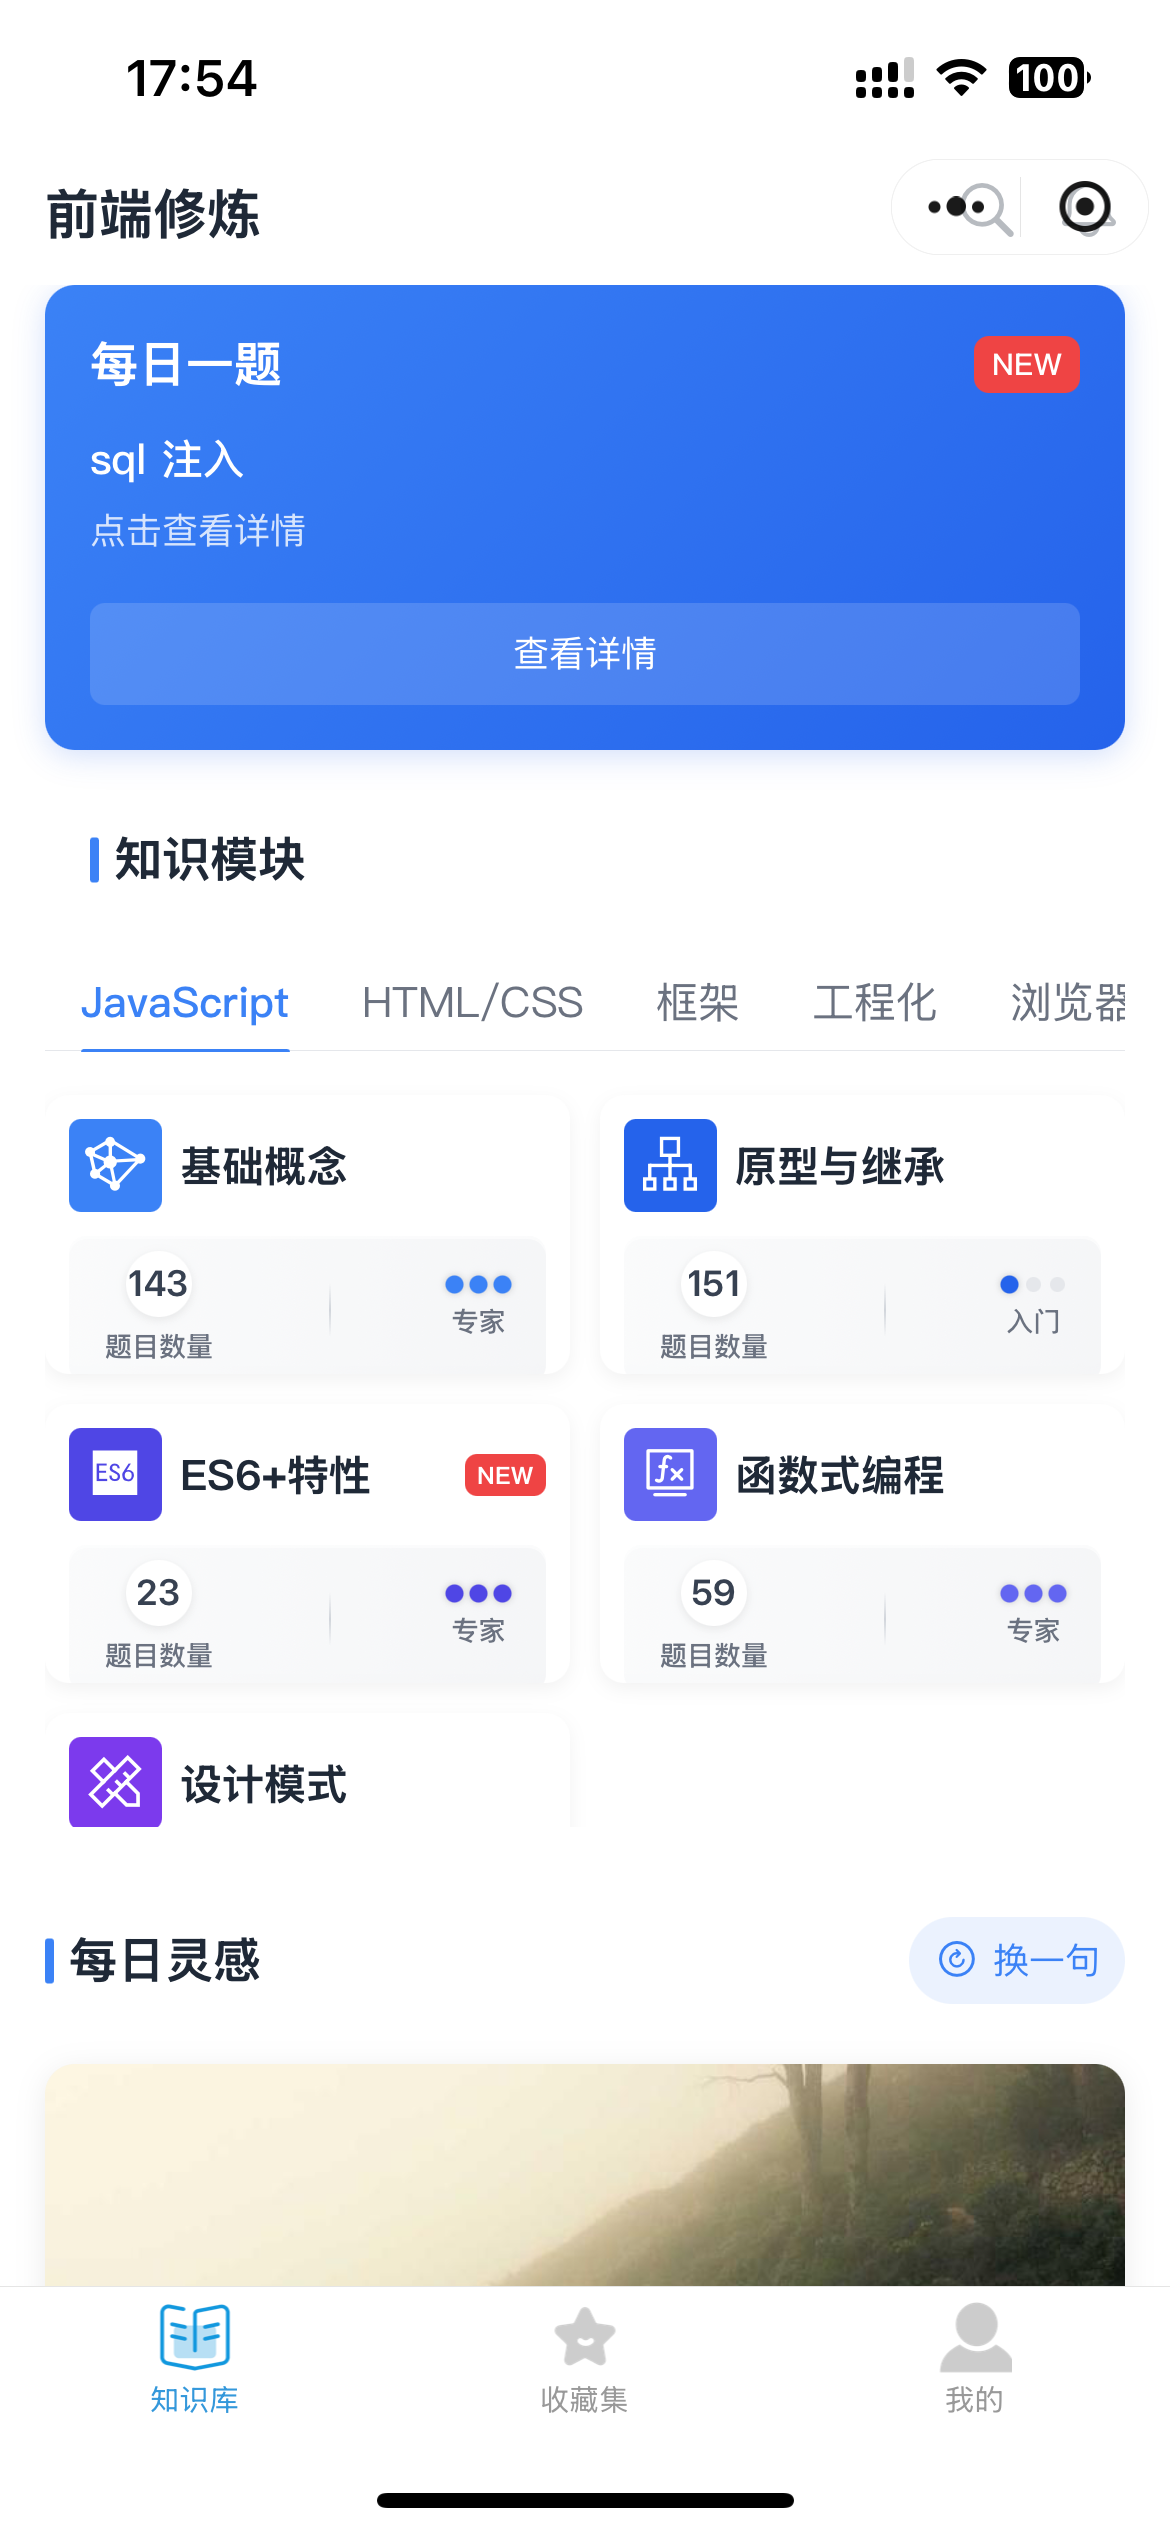 17:54
100
前端修炼
每日一题
NEW
sql 注入
点击查看详情
查看详情
知识模块
JavaScript
HTML/CSS
框架
工程化
浏览器
基础概念
143
题目数量
专家
原型与继承
151
题目数量
入门
ES6
ES6+特性
NEW
23
题目数量
专家
fx
函数式编程
59
题目数量
专家
设计模式
每日灵感
换一句
知识库
收藏集
我的